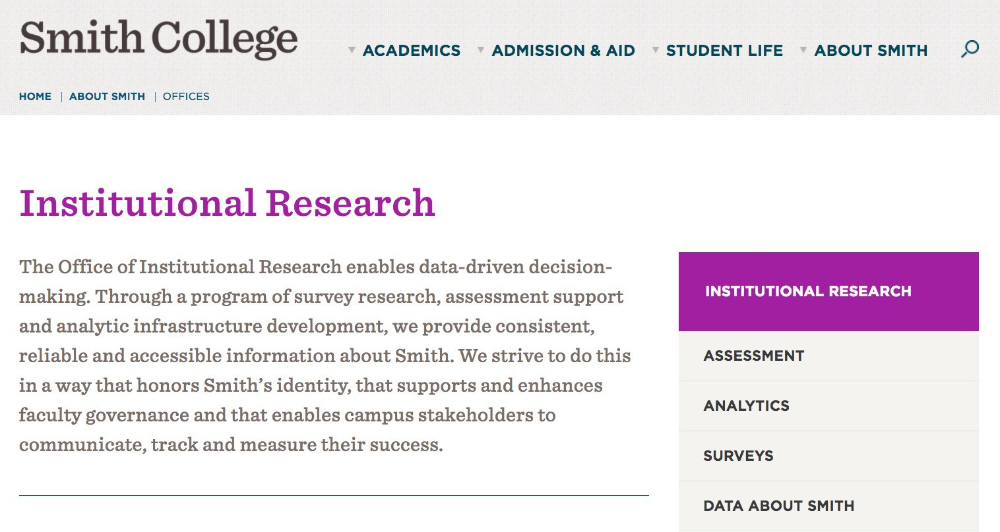 Smith College
ACADEMICS ADMISSION & AID STUDENT LIFE ABOUT SMITH
HOME | ABOUT SMITH | OFFICES
Institutional Research
The Office of Institutional Research enables data-driven decision-
making. Through a program of survey research, assessment support
and analytic infrastructure development, we provide consistent,
reliable and accessible information about Smith. We strive to do this
in a way that honors Smith’s identity, that supports and enhances
faculty governance and that enables campus stakeholders to
communicate, track and measure their success.
INSTITUTIONAL RESEARCH
ASSESSMENT
ANALYTICS
SURVEYS
DATA ABOUT SMITH